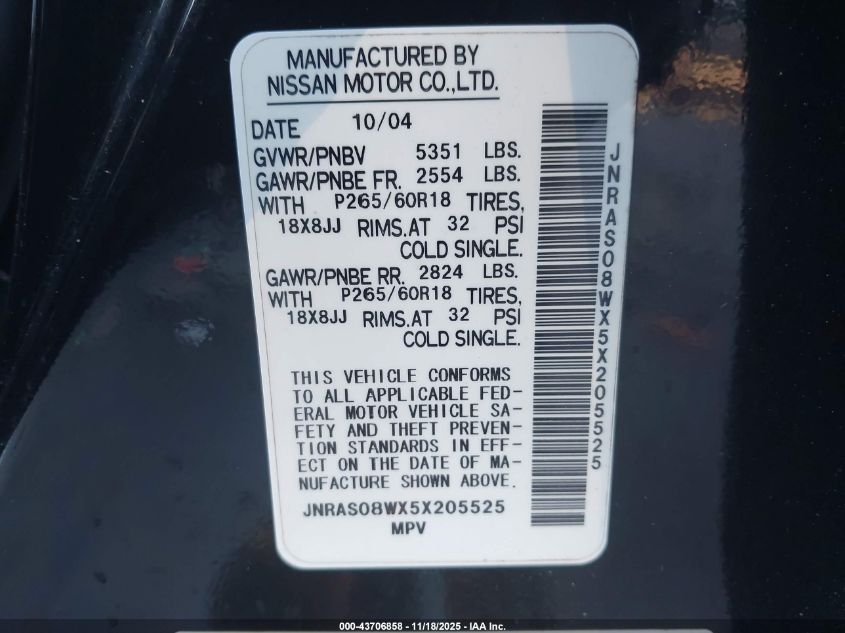 MANUFACTURED BY
NISSAN MOTOR CO.,LTD.
DATE 10/04
GVWR/PNBV 5351 LBS.
GAWR/PNBE FR. 2554 LBS.
WITH P265/60R18 TIRES,
18X8JJ RIMS.AT 32 PSI
COLD SINGLE.
GAWR/PNBE RR. 2824 LBS.
WITH P265/60R18 TIRES,
18X8JJ RIMS.AT 32 PSI
COLD SINGLE.
THIS VEHICLE CONFORMS
TO ALL APPLICABLE FED-
ERAL MOTOR VEHICLE SA-
FETY AND THEFT PREVEN-
TION STANDARDS IN EFF-
ECT ON THE DATE OF MA-
NUFACTURE SHOWN ABOVE.
JNRAS08WX5X205525
MPV
JNRAS08WX5X205525
000-43706858 - 11/18/2025 - IAA Inc.